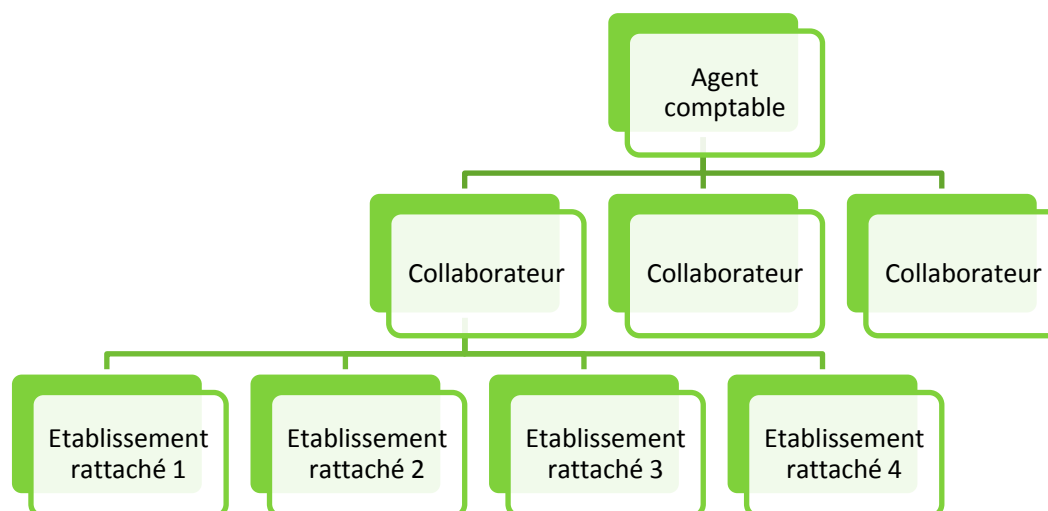 Agent
comptable
Collaborateur
Collaborateur
Collaborateur
Etablissement
rattaché 1
Etablissement
rattaché 2
Etablissement
rattaché 3
Etablissement
rattaché 4